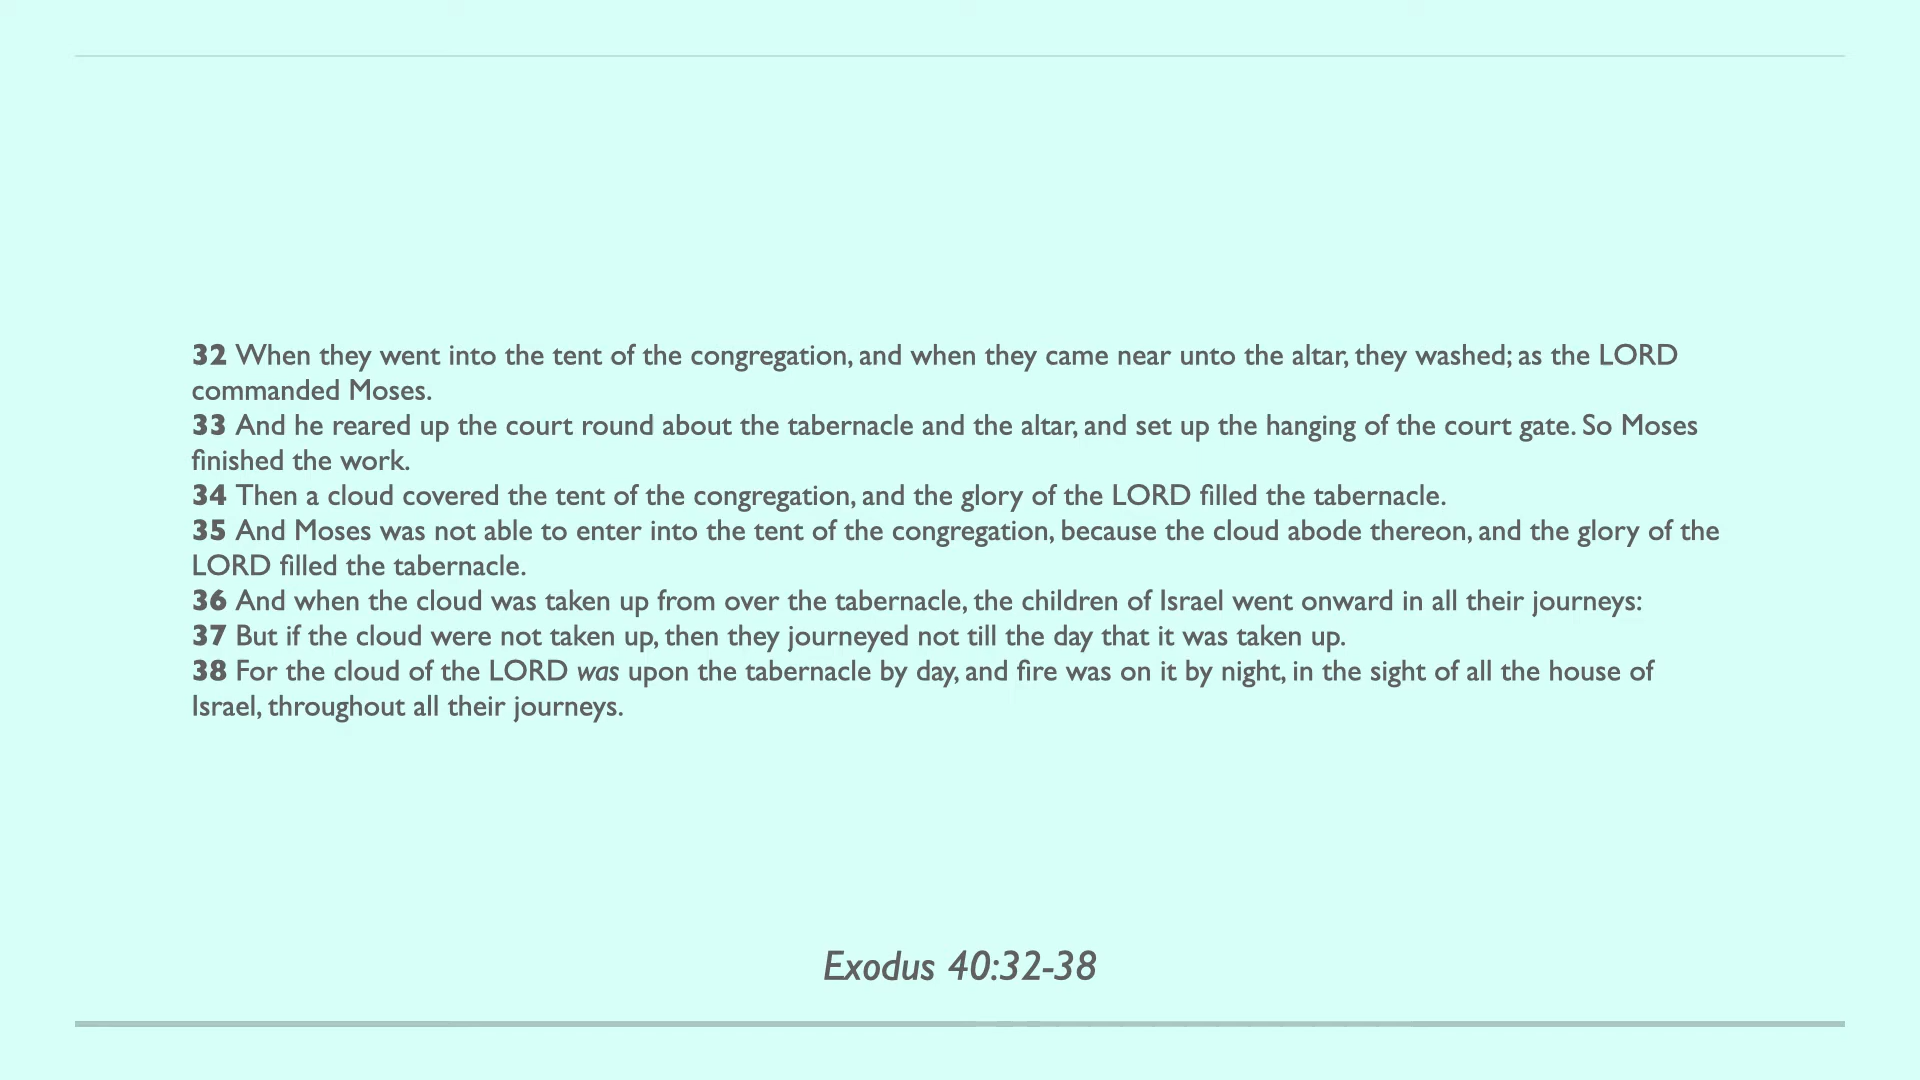 32 When they went into the tent of the congregation, and when they came near unto the altar, they washed; as the LORD
commanded Moses.
33 And he reared up the court round about the tabernacle and the altar, and set up the hanging of the court gate. So Moses
finished the work.
34 Then a cloud covered the tent of the congregation, and the glory of the LORD filled the tabernacle.
35 And Moses was not able to enter into the tent of the congregation, because the cloud abode thereon, and the glory of the
LORD filled the tabernacle.
36 And when the cloud was taken up from over the tabernacle, the children of Israel went onward in all their journeys:
37 But if the cloud were not taken up, then they journeyed not till the day that it was taken up.
38 For the cloud of the LORD was upon the tabernacle by day, and fire was on it by night, in the sight of all the house of
Israel, throughout all their journeys.
Exodus 40:32-38